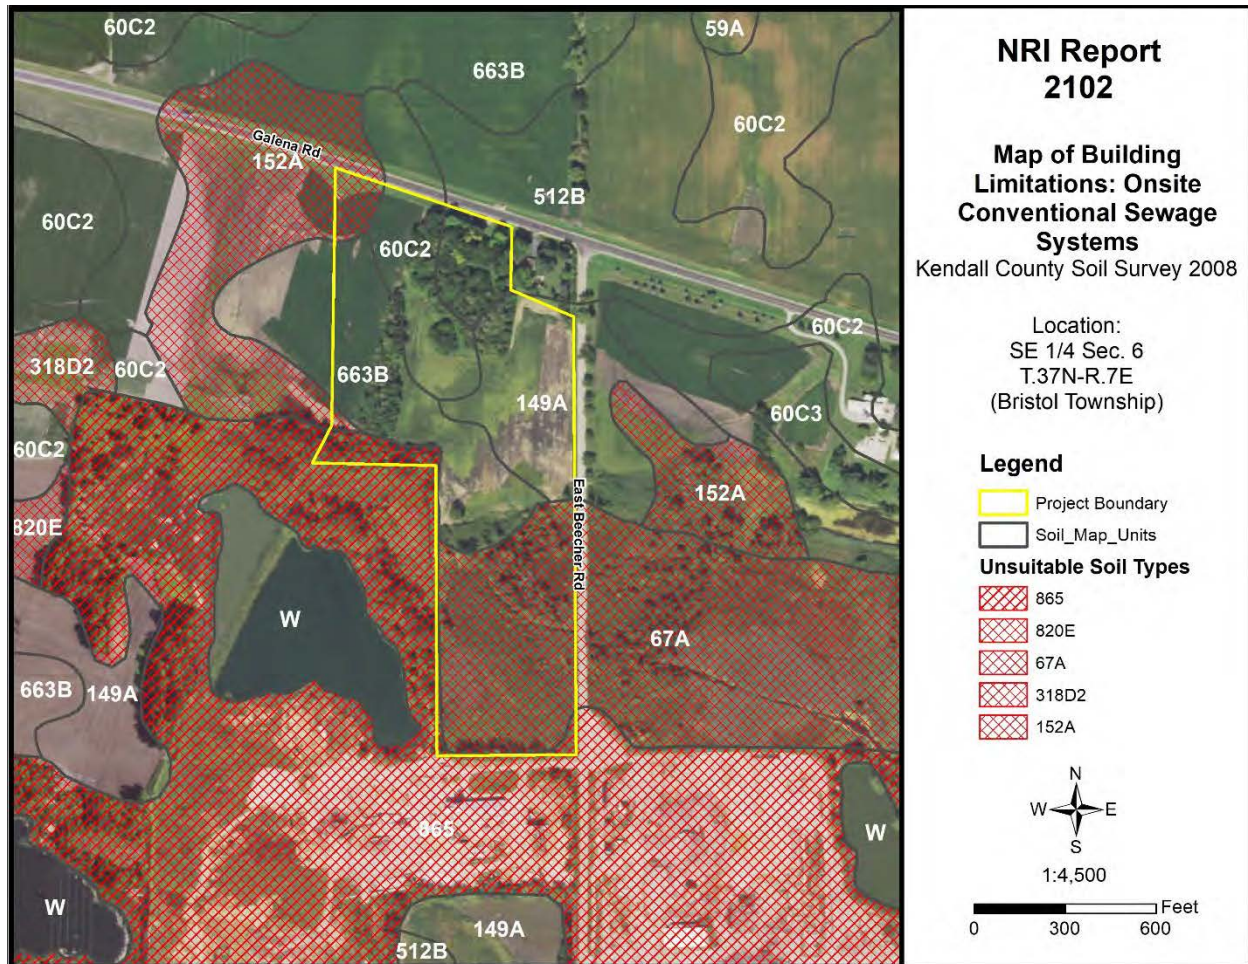 60C2
59A
663B
60C2
Galena Rd
152A
512B
60C2
60C2
60C2
318D2
60C2
663B
149A
60C3
60C2
152A
820E
East Beecher Rd
W
67A
663B
149A
865
W
W
149A
512B
NRI Report
2102
Map of Building
Limitations: Onsite
Conventional Sewage
Systems
Kendall County Soil Survey 2008
Location:
SE 1/4 Sec. 6
T.37N-R.7E
(Bristol Township)
Legend
Project Boundary
Soil_Map_Units
Unsuitable Soil Types
865
820E
67A
318D2
152A
N
W
E
S
1:4,500
Feet
0 300 600